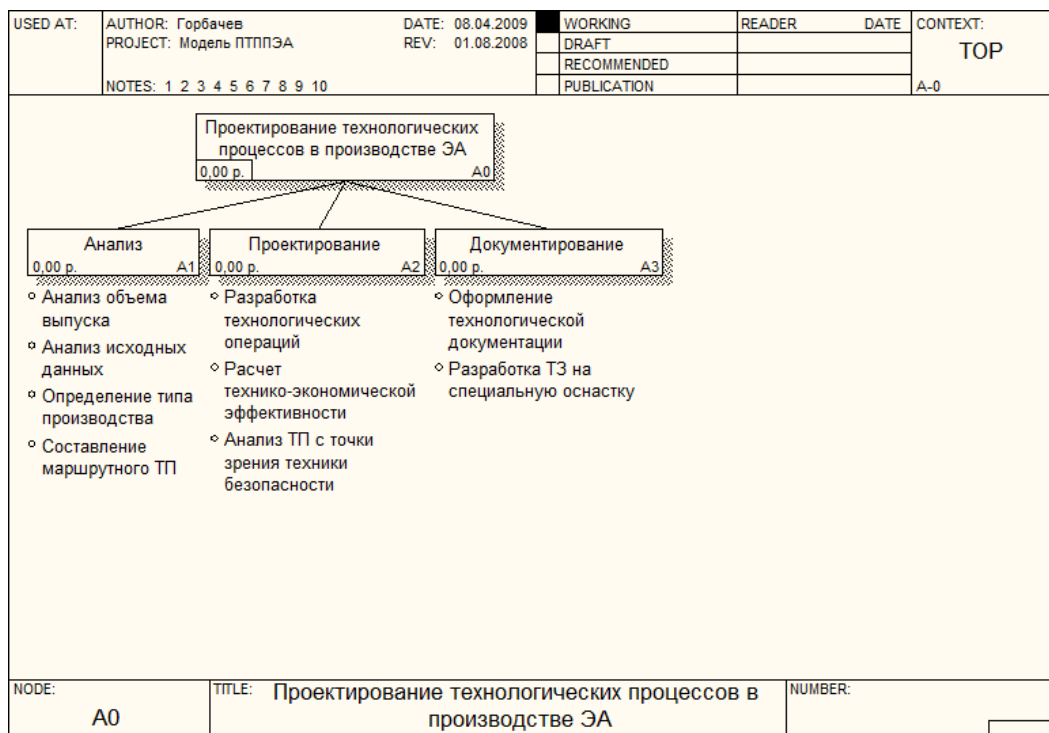 USED AT:
AUTHOR: Горбачев
DATE: 08.04.2009
PROJECT: Модель ПТППЭА
REV: 01.08.2008
NOTES: 1 2 3 4 5 6 7 8 9 10
WORKING
DRAFT
RECOMMENDED
PUBLICATION
READER DATE
CONTEXT:
TOP
A-0
Проектирование технологических
процессов в производстве ЭА
0,00 р. A0
Анализ
0,00 р. A1
Проектирование
0,00 р. A2
Документирование
0,00 р. A3
Анализ объема
выпуска
Анализ исходных
данных
Определение типа
производства
Составление
маршрутного ТП
Разработка
технологических
операций
Расчет
технико-экономической
эффективности
Анализ ТП с точки
зрения техники
безопасности
Оформление
технологической
документации
Разработка ТЗ на
специальную оснастку
NODE:
A0
TITLE: Проектирование технологических процессов в
производстве ЭА
NUMBER: